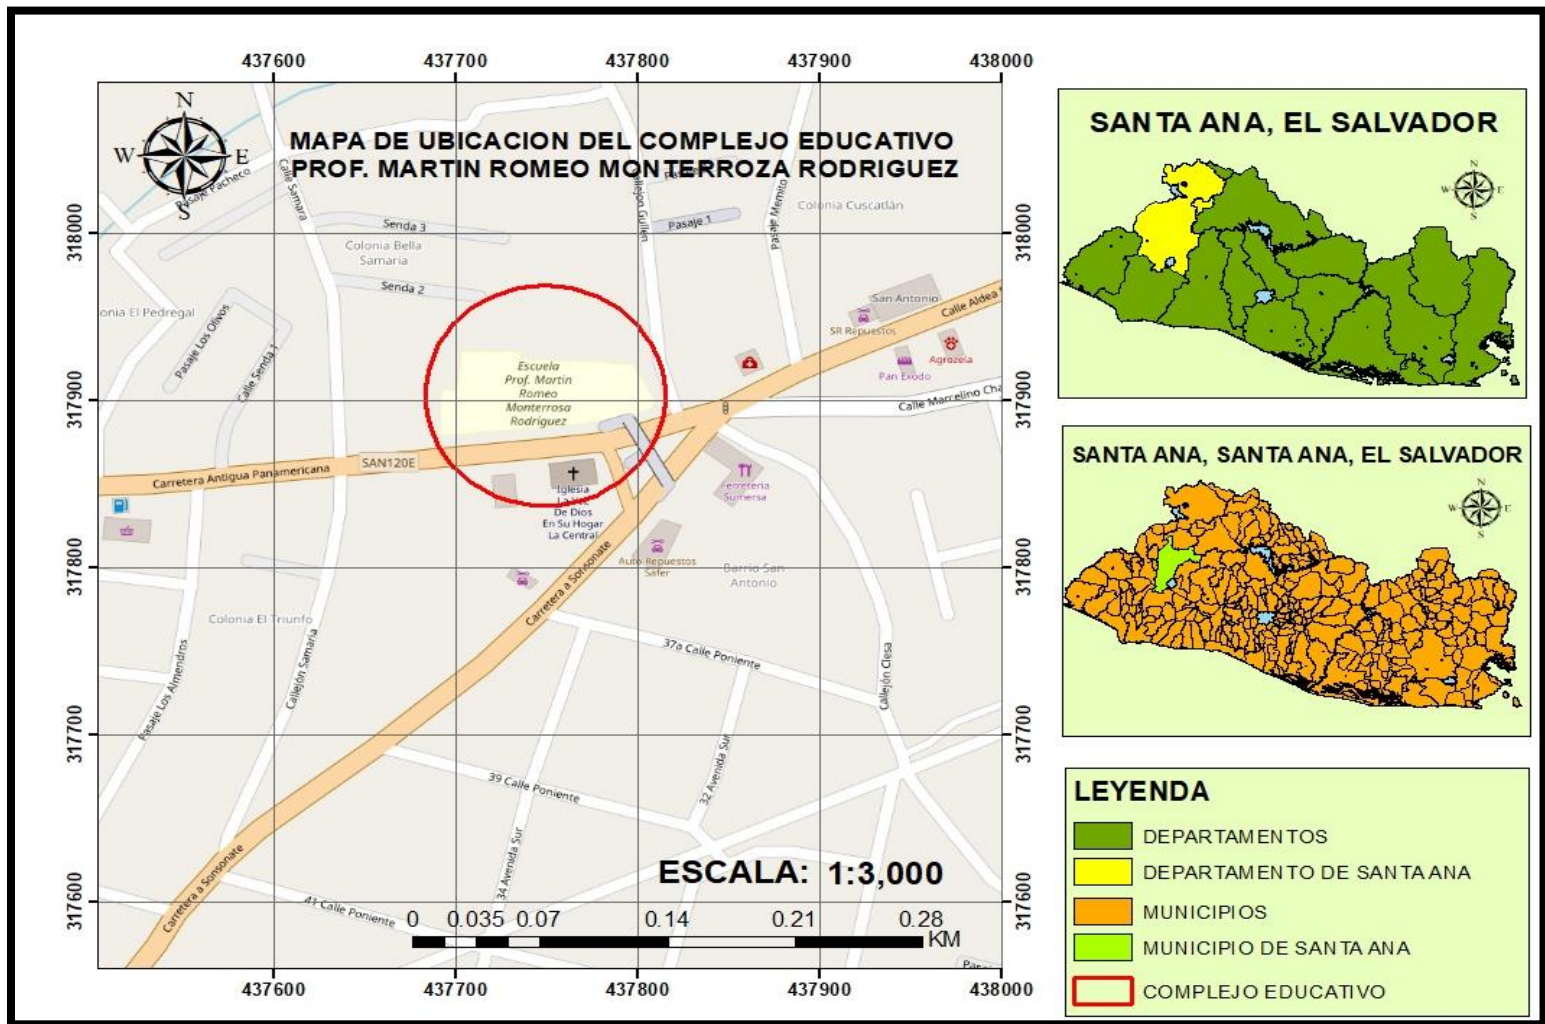 437600
437700
437800
437900
438000
N
W
E
S
MAPA DE UBICACION DEL COMPLEJO EDUCATIVO
PROF. MARTIN ROMEO MONTERROZA RODRIGUEZ
318000
317900
317800
317700
317600
318000
317900
317800
317700
317600
Pasaje Pacheco
Calle Samara
Senda 3
Colonia Bella
Samaria
Senda 2
Callejon Guillen
Pasaje 1
Pasaje Memito
Colonia Cuscatlán
onia El Pedregal
Pasaje Los Olivos
Calle Senda 1
San Antonio
SR Repuestos
Calle Aldea
Agrozela
Pan Exodo
Calle Marcelino Cha
Escuela
Prof. Martin
Romeo
Monterrosa
Rodriguez
SAN120E
Carretera Antigua Panamericana
Iglesia
La Voz
De Dios
En Su Hogar
La Central
Ferreteria
Sumersa
Auto Repuestos
Safer
Barrio San
Antonio
Carretera a Sonsonate
Colonia El Triunfo
Callejón Samaria
Pasaje Los Almendros
37a Calle Poniente
Callejón Clesa
39 Calle Poniente
32 Avenida Sur
34 Avenida Sur
41 Calle Poniente
Carretera a Sonsonate
ESCALA: 1:3,000
0 0.035 0.07 0.14 0.21 0.28
KM
437600
437700
437800
437900
438000
SANTA ANA, EL SALVADOR
N
W
E
S
SANTA ANA, SANTA ANA, EL SALVADOR
N
W
E
S
LEYENDA
DEPARTAMENTOS
DEPARTAMENTO DE SANTA ANA
MUNICIPIOS
MUNICIPIO DE SANTA ANA
COMPLEJO EDUCATIVO